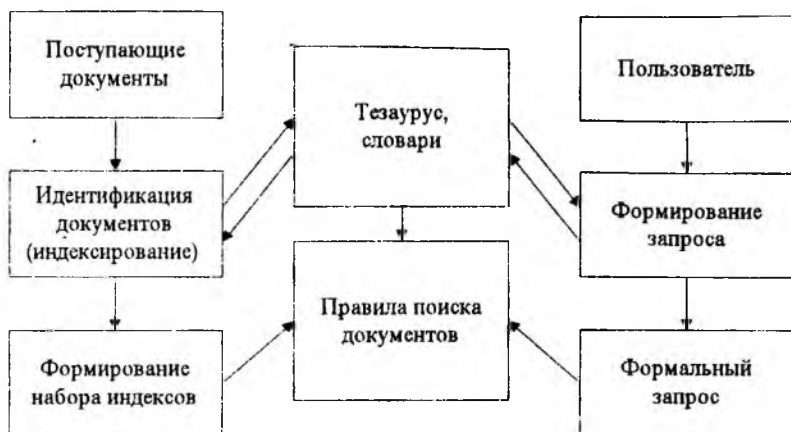 Поступающие
документы
Тезаурус,
словари
Пользователь
Идентификация
документов
(индексирование)
Формирование
запроса
Правила поиска
документов
Формирование
набора индексов
Формальный
запрос